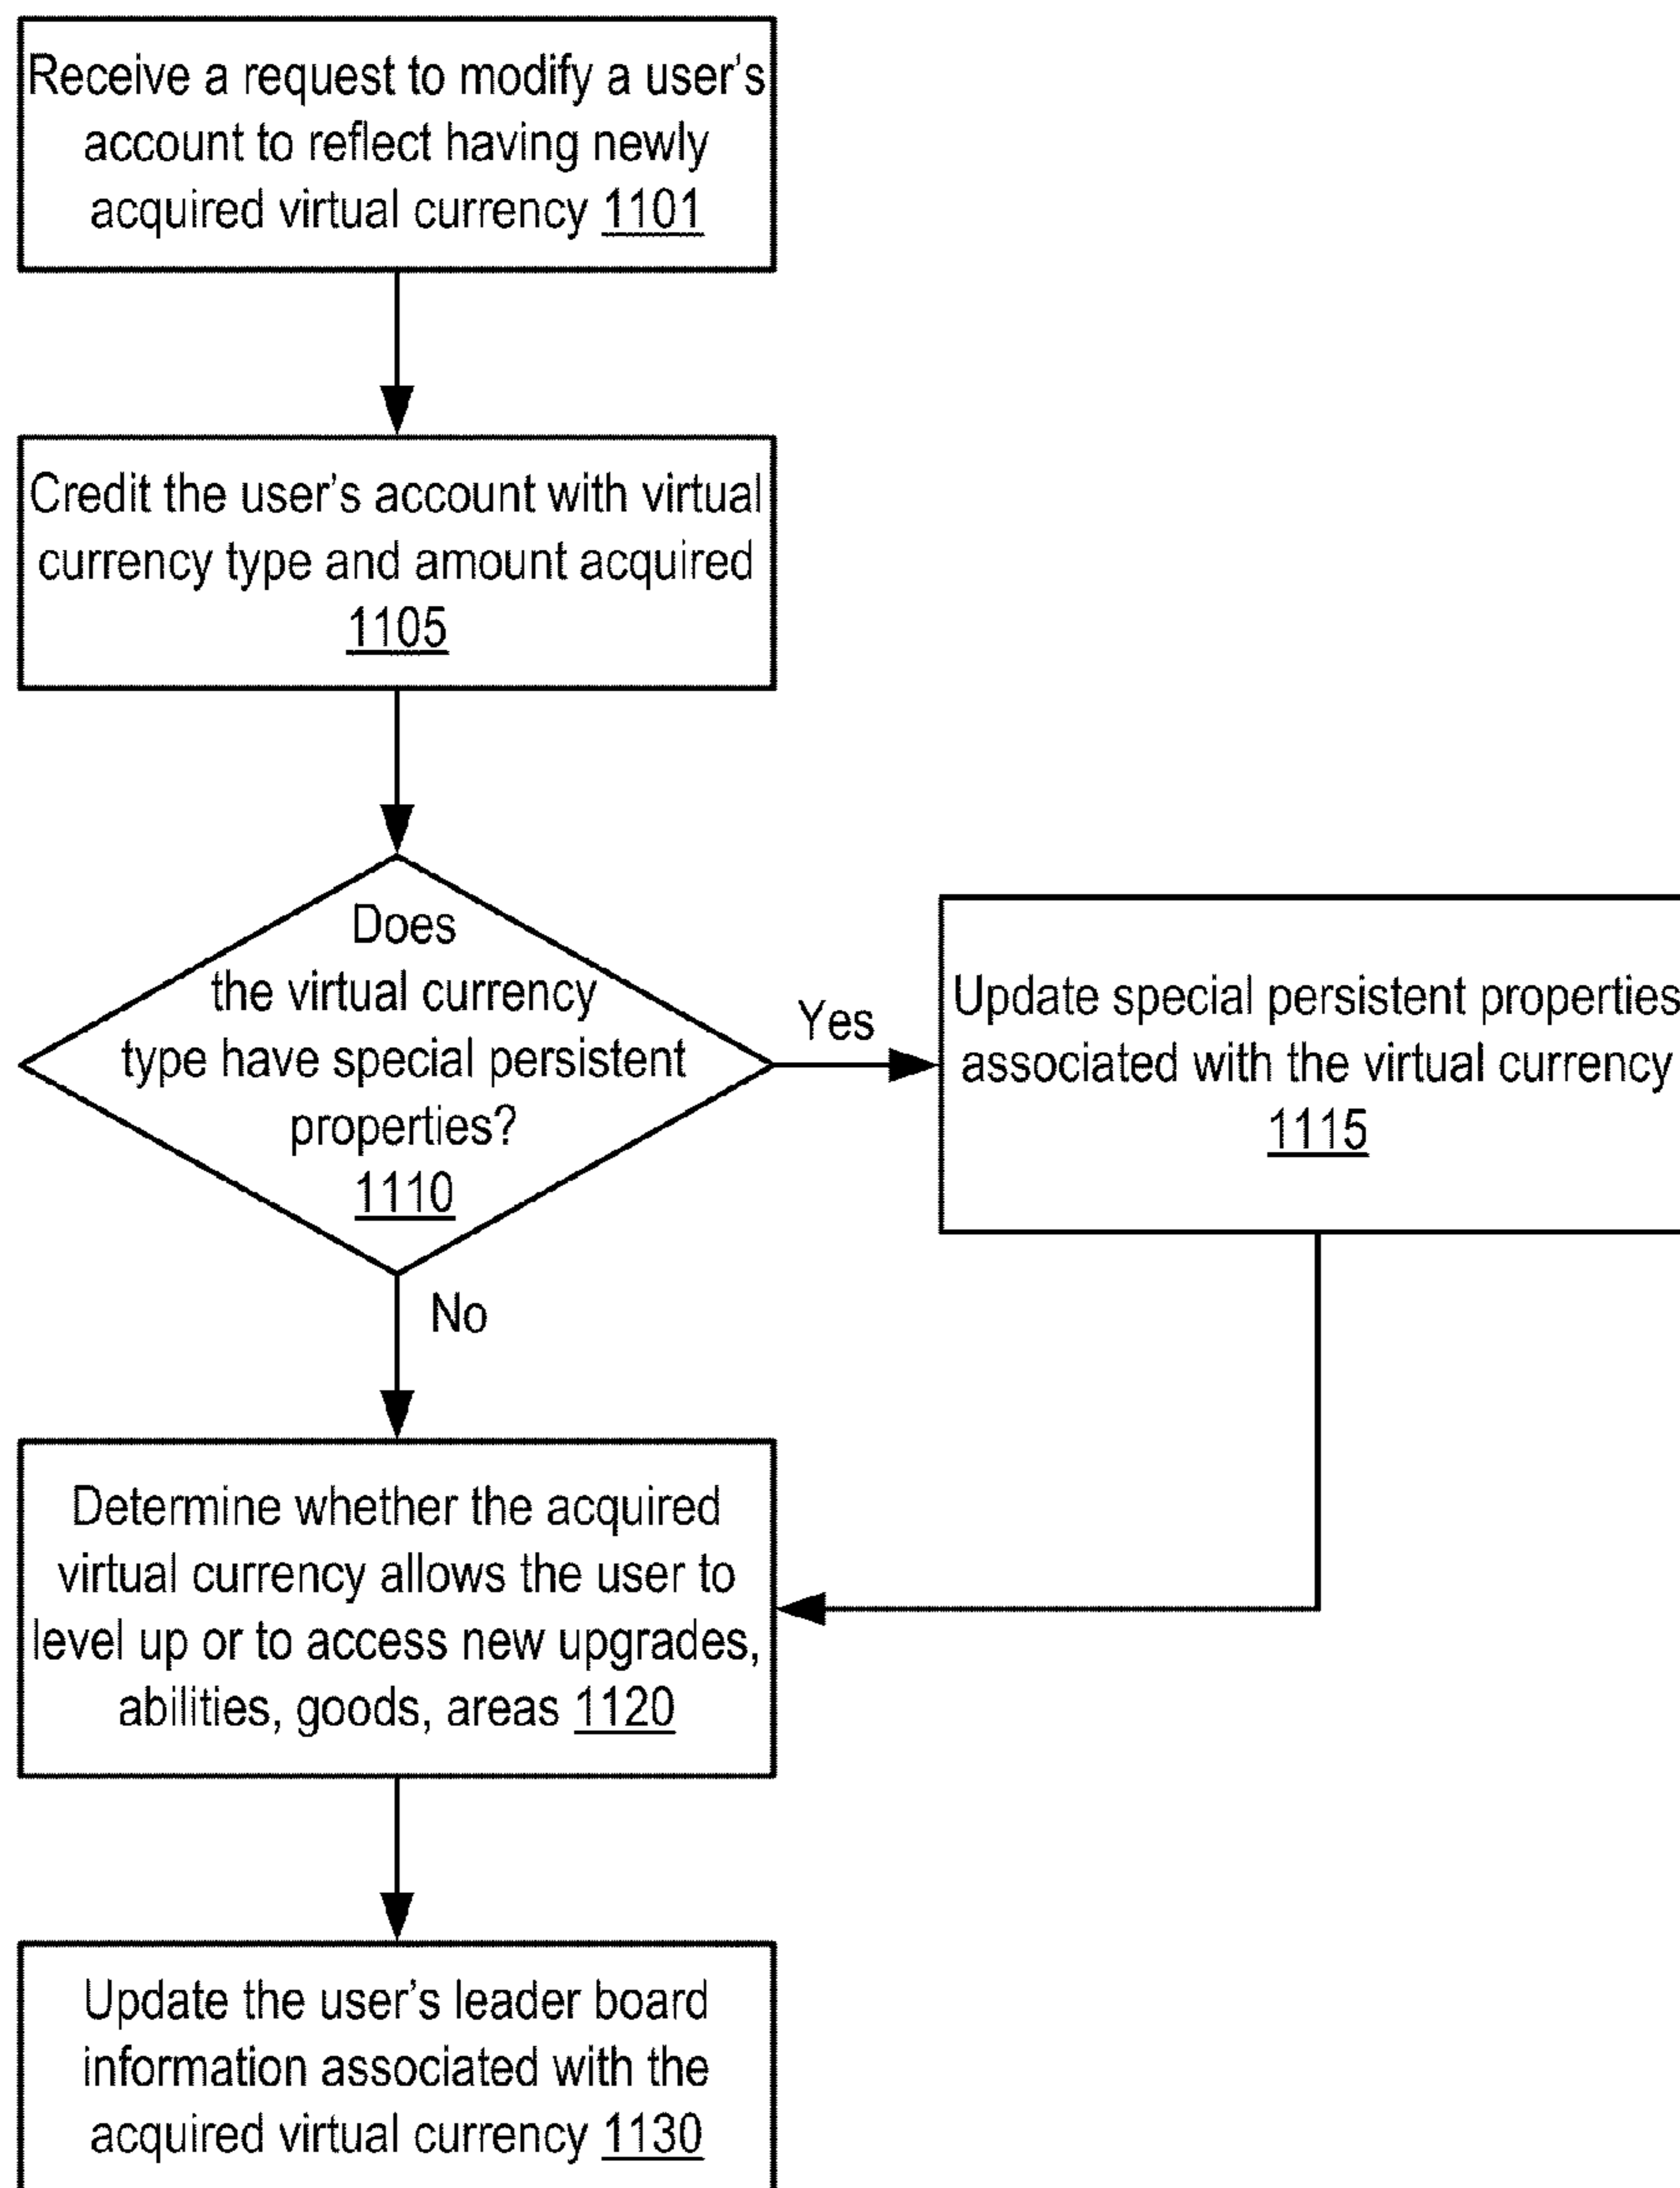 Receive a request to modify a user's
account to reflect having newly
acquired virtual currency 1101
Credit the user's account with virtual
currency type and amount acquired
1105
Does
the virtual currency
type have special persistent
properties?
1110
Yes
Update special persistent properties
associated with the virtual currency
1115
No
Determine whether the acquired
virtual currency allows the user to
level up or to access new upgrades,
abilities, goods, areas 1120
Update the user's leader board
information associated with the
acquired virtual currency 1130